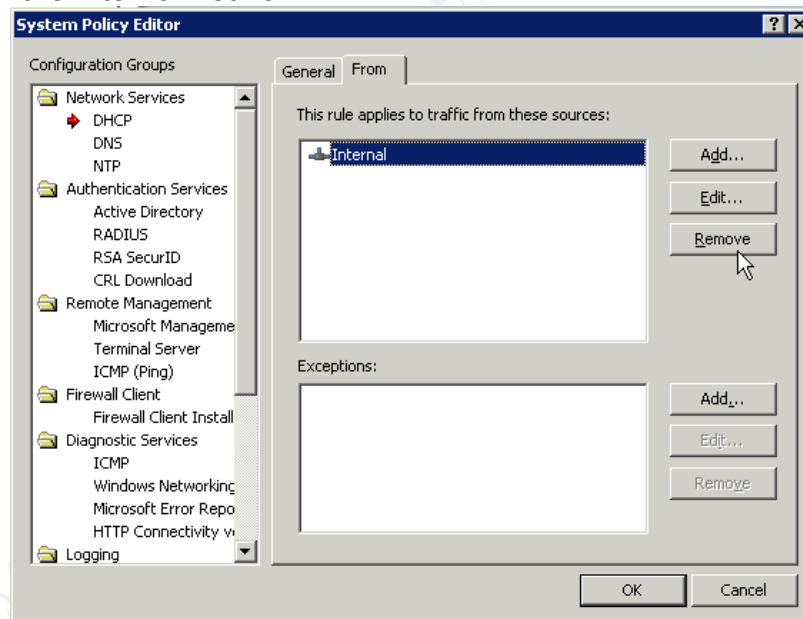 System Policy Editor
Configuration Groups
Network Services
DHCP
DNS
NTP
Authentication Services
Active Directory
RADIUS
RSA SecurID
CRL Download
Remote Management
Microsoft Manageme
Terminal Server
ICMP (Ping)
Firewall Client
Firewall Client Install
Diagnostic Services
ICMP
Windows Networking
Microsoft Error Repo
HTTP Connectivity v
Logging
General From
This rule applies to traffic from these sources:
Internal
Add...
Edit...
Remove
Exceptions:
Add...
Edit...
Remove
OK Cancel